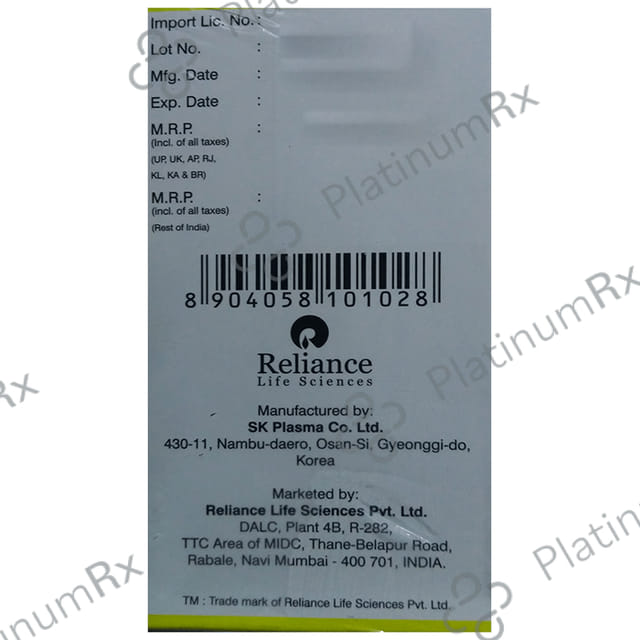 Import Lic. No. :
Lot No. :
Mfg. Date :
Exp. Date :
M.R.P. :
(Incl. of all taxes)
(UP, UK, AP, RJ,
KL, KA & BR)
M.R.P. :
(incl. of all taxes)
(Rest of India)
8 904058 101028
Reliance
Life Sciences
Manufactured by:
SK Plasma Co. Ltd.
430-11, Nambu-daero, Osan-Si, Gyeonggi-do,
Korea
Marketed by:
Reliance Life Sciences Pvt. Ltd.
DALC, Plant 4B, R-282,
TTC Area of MIDC, Thane-Belapur Road,
Rabale, Navi Mumbai - 400 701, INDIA.
TM : Trade mark of Reliance Life Sciences Pvt. Ltd.
PlatinumRx
PlatinumRx
PlatinumRx
PlatinumRx
Rx